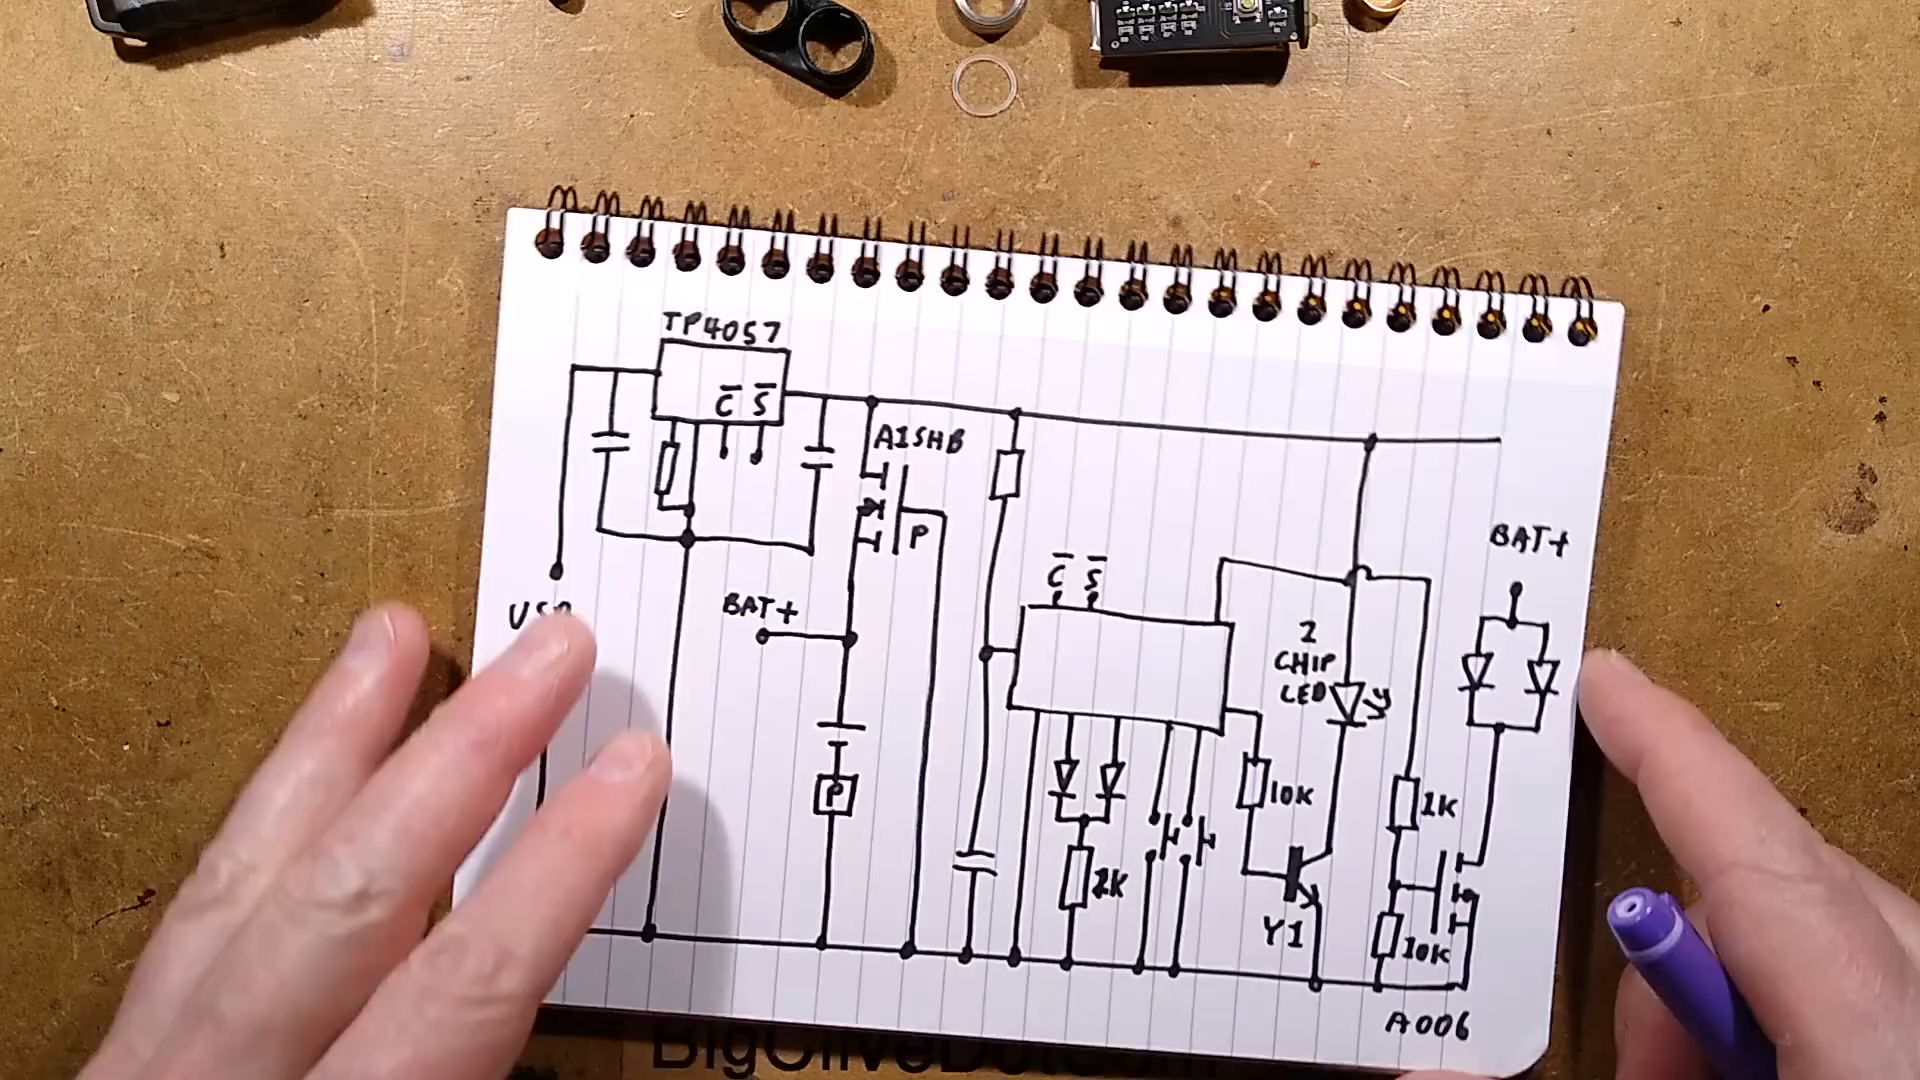 TP4057
C S
A1SHB
P
BAT+
C S
BAT+
2
CHIP
LED
P
10K
1K
2K
Y1
10K
A006